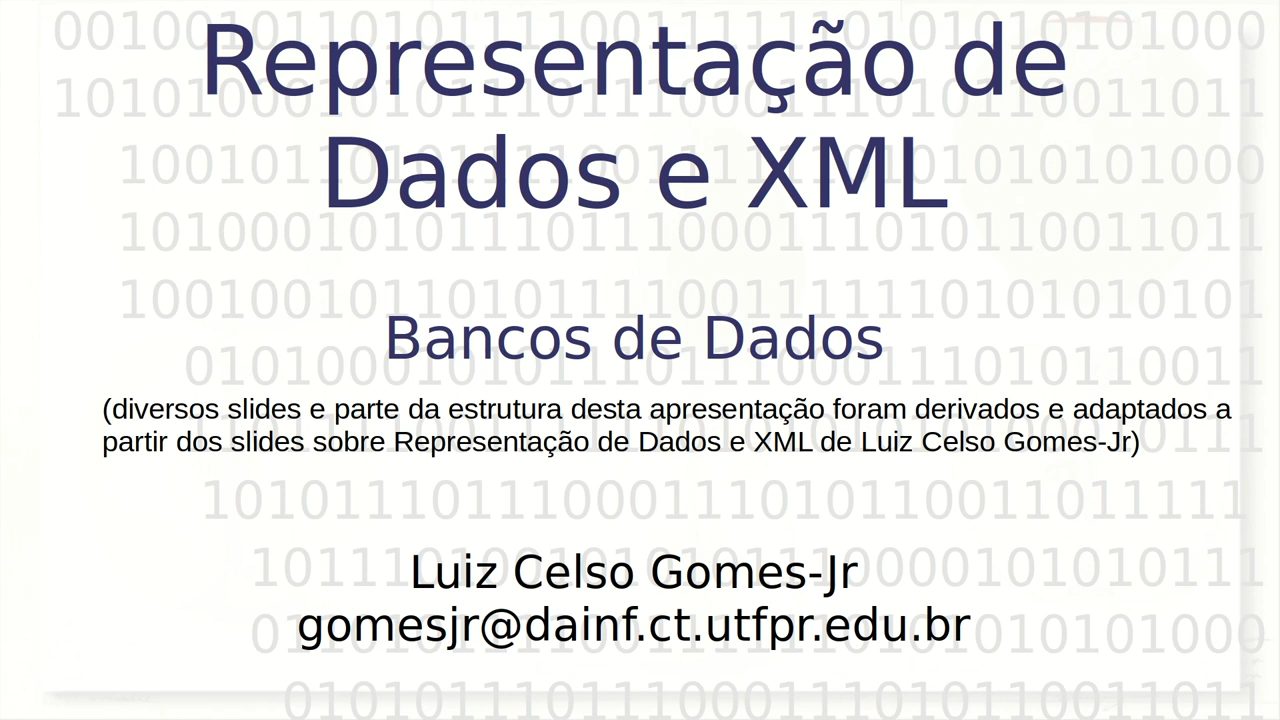 Representação de
Dados e XML
Bancos de Dados
(diversos slides e parte da estrutura desta apresentação foram derivados e adaptados a
partir dos slides sobre Representação de Dados e XML de Luiz Celso Gomes-Jr)
Luiz Celso Gomes-Jr
gomesjr@dainf.ct.utfpr.edu.br